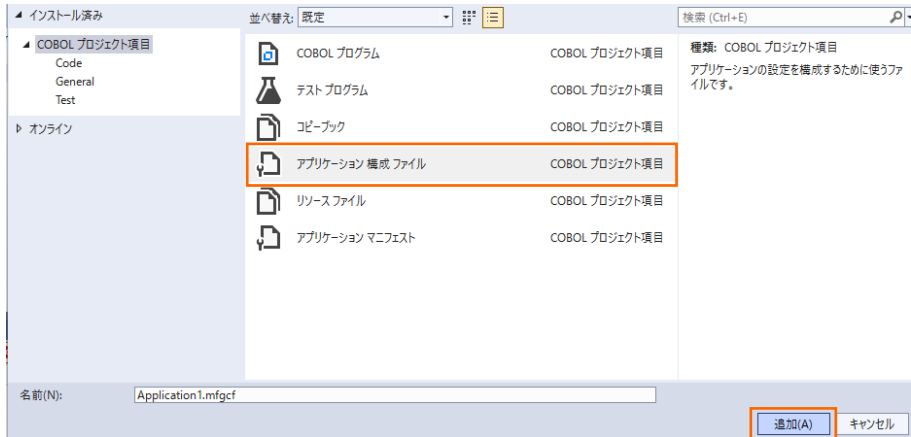 インストール済み
並べ替え: 既定
検索 (Ctrl+E)
COBOL プロジェクト項目
Code
General
Test
オンライン
COBOL プログラム COBOL プロジェクト項目
テスト プログラム COBOL プロジェクト項目
コピーブック COBOL プロジェクト項目
アプリケーション 構成 ファイル COBOL プロジェクト項目
リソース ファイル COBOL プロジェクト項目
アプリケーション マニフェスト COBOL プロジェクト項目
種類: COBOL プロジェクト項目
アプリケーションの設定を構成するために使うファ
イルです。
名前(N): Application1.mfgcf
追加(A) キャンセル